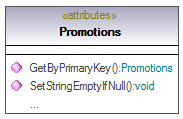 «attributes»
Promotions
GetByPrimaryKey():Promotions
SetStringEmptyIfNull():void
...